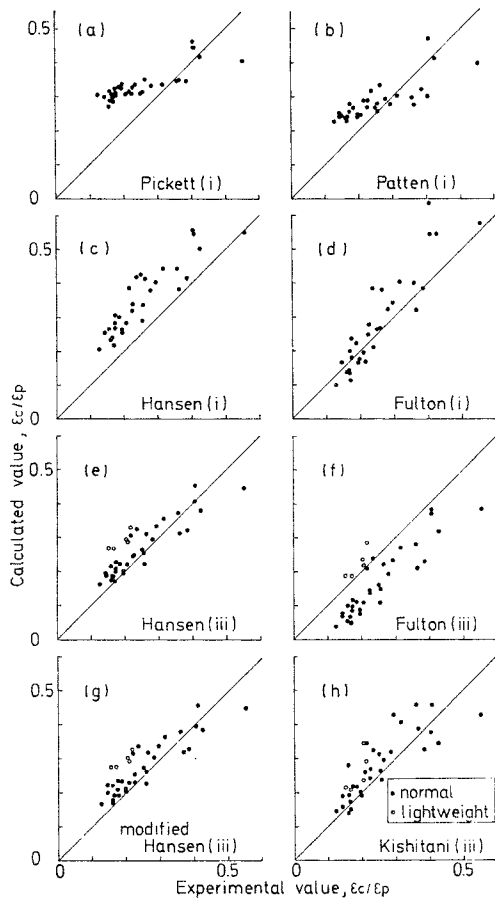 0.5
(a)
(b)
0
Pickett(i)
Patten(i)
(c)
(d)
0.5
0
Hansen(i)
Fulton(i)
(e)
(f)
0.5
0
Hansen(iii)
Fulton(iii)
(g)
(h)
0.5
normal
lightweight
modified
Hansen(iii)
Kishitani(iii)
0
0
0.5
0
0.5
Calculated value, εc/εp
Experimental value, εc/εp